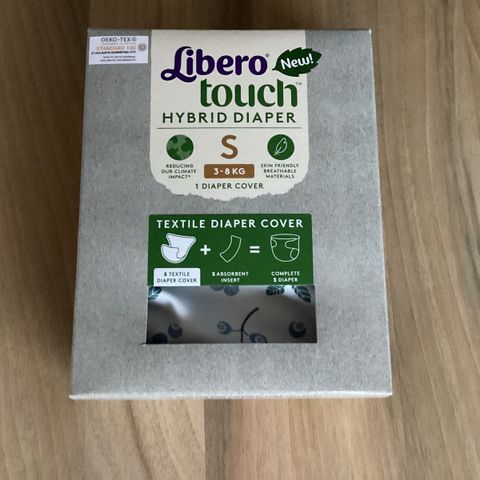 OEKO-TEX®
STANDARD 100
Libero®
New!
touch™
HYBRID DIAPER
S
3-8 KG
REDUCING
OUR CLIMATE
IMPACT*
SKIN FRIENDLY
BREATHABLE
MATERIALS
1 DIAPER COVER
TEXTILE DIAPER COVER
+
=
S TEXTILE
DIAPER COVER
S ABSORBENT
INSERT
COMPLETE
S DIAPER